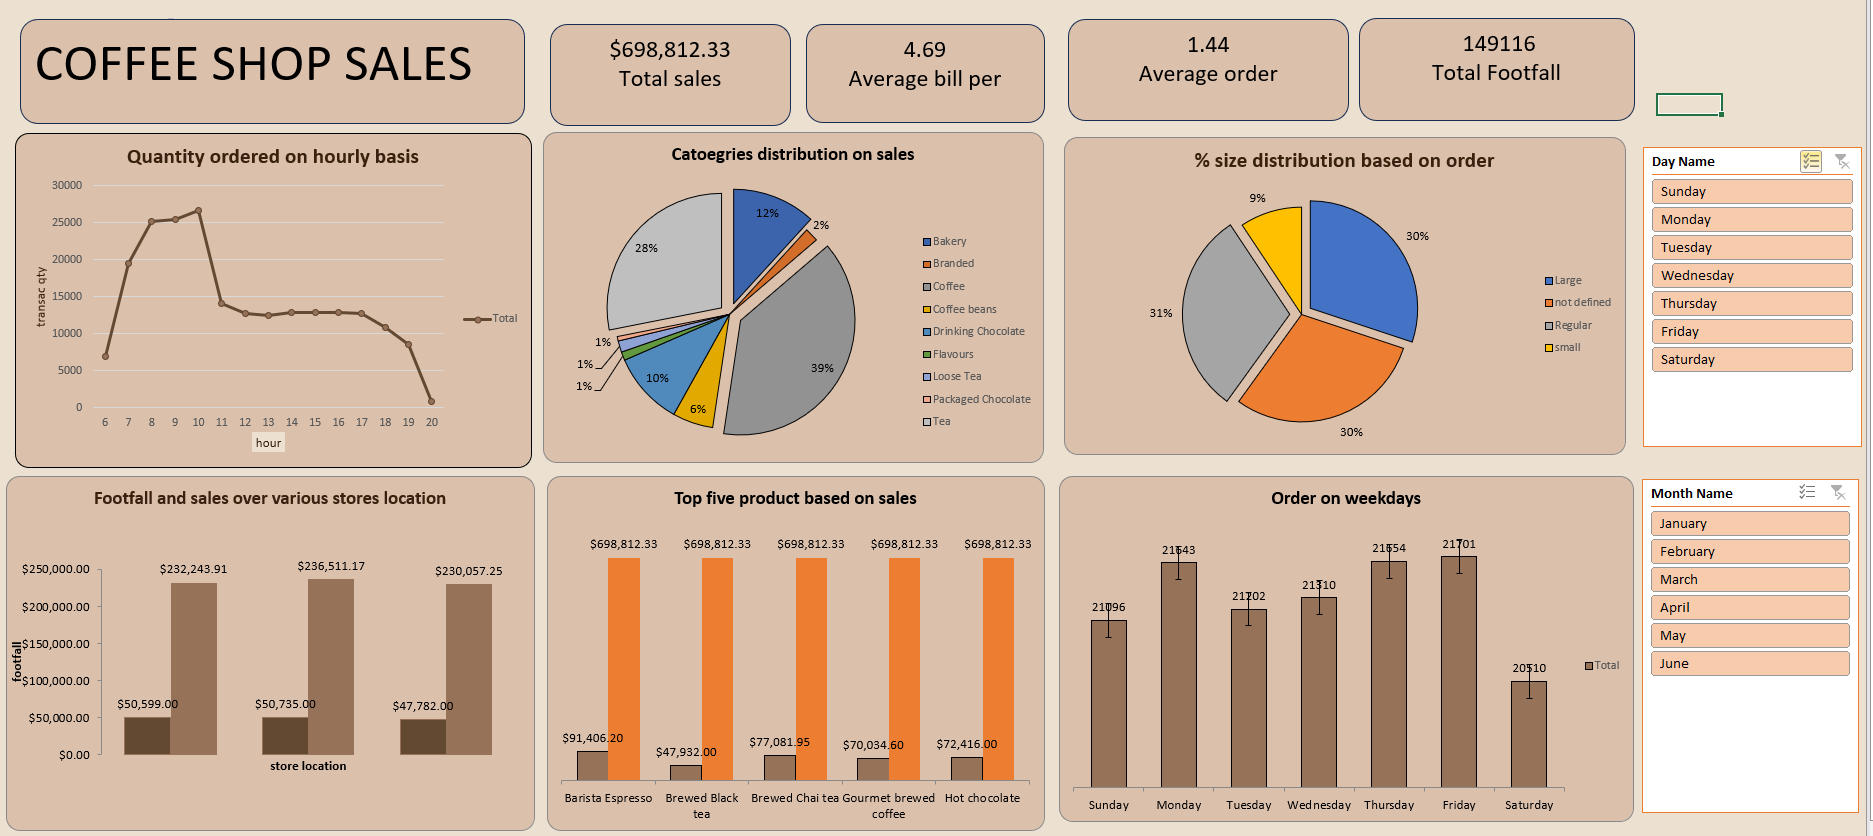 COFFEE SHOP SALES
$698,812.33
Total sales
4.69
Average bill per
1.44
Average order
149116
Total Footfall
Quantity ordered on hourly basis
30000
25000
20000
15000
10000
5000
0
transac qty
6 7 8 9 10 11 12 13 14 15 16 17 18 19 20
hour
Total
Catoegries distribution on sales
12%
2%
39%
6%
10%
1%
1%
1%
28%
Bakery
Branded
Coffee
Coffee beans
Drinking Chocolate
Flavours
Loose Tea
Packaged Chocolate
Tea
% size distribution based on order
9%
30%
31%
30%
Large
not defined
Regular
small
Day Name
Sunday
Monday
Tuesday
Wednesday
Thursday
Friday
Saturday
Footfall and sales over various stores location
$250,000.00
$200,000.00
$150,000.00
$100,000.00
$50,000.00
$0.00
footfall
$232,243.91
$236,511.17
$230,057.25
$50,599.00
$50,735.00
$47,782.00
store location
Top five product based on sales
$698,812.33 $698,812.33 $698,812.33 $698,812.33 $698,812.33
$91,406.20
$47,932.00
$77,081.95
$70,034.60
$72,416.00
Barista Espresso
Brewed Black
tea
Brewed Chai tea
Gourmet brewed
coffee
Hot chocolate
Order on weekdays
21096
21643
21202
21310
21654
21701
20510
Sunday Monday Tuesday Wednesday Thursday Friday Saturday
Total
Month Name
January
February
March
April
May
June